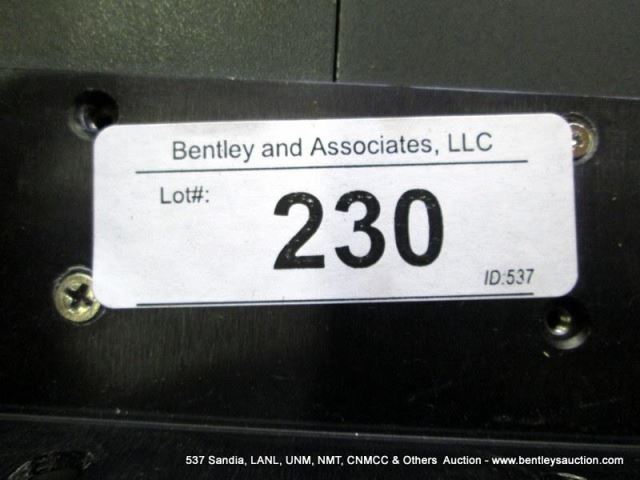 Bentley and Associates, LLC
Lot#:
230
ID:537
537 Sandia, LANL, UNM, NMT, CNMCC & Others Auction - www.bentleysauction.com